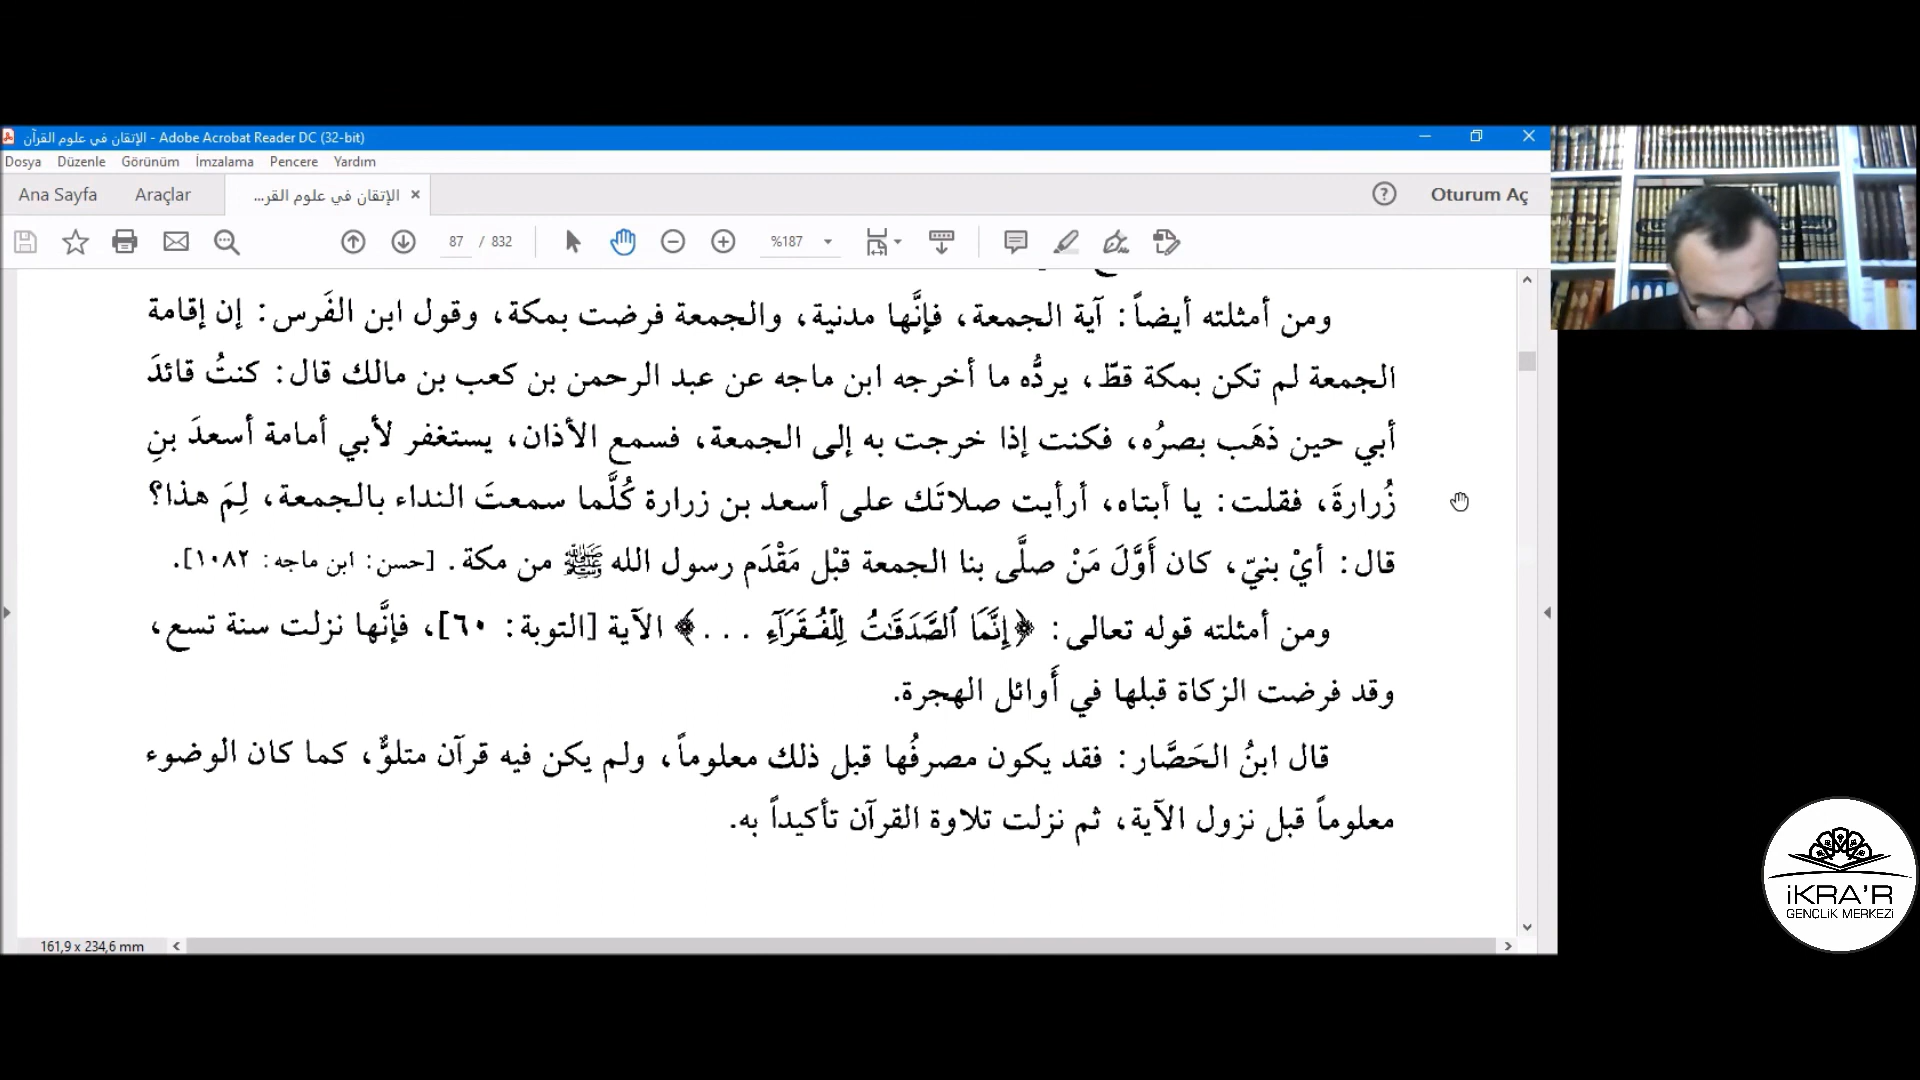 الإتقان في علوم القرآن - Adobe Acrobat Reader DC (32-bit)
Dosya Düzenle Görünüm İmzalama Pencere Yardım
Ana Sayfa Araçlar الإتقان في علوم القر... × ? Oturum Aç
87 / 832 %187
ومن أمثلته أيضاً: آية الجمعة، فإنَّها مدنية، والجمعة فرضت بمكة، وقول ابن الفَرس: إن إقامة
الجمعة لم تكن بمكة قطّ، يردُّه ما أخرجه ابن ماجه عن عبد الرحمن بن كعب بن مالك قال: كنتُ قائدَ
أبي حين ذهَب بصرُه، فكنت إذا خرجت به إلى الجمعة، فسمع الأذان، يستغفر لأبي أمامة أسعدَ بنِ
زُرارةَ، فقلت: يا أبتاه، أرأيت صلاتَك على أسعد بن زرارة كُلَّما سمعتَ النداء بالجمعة، لِمَ هذا؟
قال: أيْ بنيّ، كان أَوَّلَ مَنْ صلَّى بنا الجمعة قبْل مَقْدَم رسول الله ﷺ من مكة. [حسن: ابن ماجه: ١٠٨٢].
ومن أمثلته قوله تعالى: ﴿إِنَّمَا ٱلصَّدَقَٰتُ لِلۡفُقَرَآءِ ...﴾ الآية [التوبة: ٦٠]، فإنَّها نزلت سنة تسع،
وقد فرضت الزكاة قبلها في أَوائل الهجرة.
قال ابنُ الحَصَّار: فقد يكون مصرفُها قبل ذلك معلوماً، ولم يكن فيه قرآن متلوٌّ، كما كان الوضوء
معلوماً قبل نزول الآية، ثم نزلت تلاوة القرآن تأكيداً به.
161,9 x 234,6 mm
iKRA'R
GENÇLiK MERKEZi